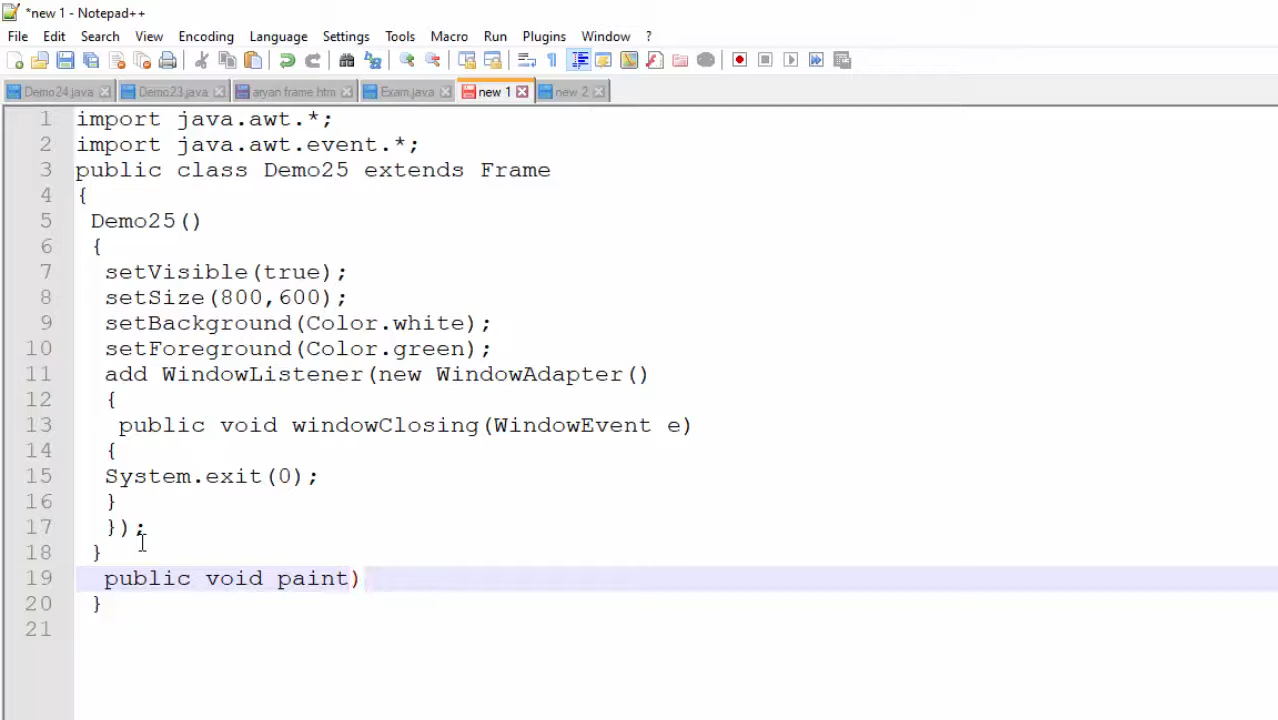 *new 1 - Notepad++
File Edit Search View Encoding Language Settings Tools Macro Run Plugins Window ?
Demo24.java Demo23.java aryan frame.htm Exam.java new 1 new 2
1 import java.awt.*;
2 import java.awt.event.*;
3 public class Demo25 extends Frame
4 {
5 Demo25()
6 {
7 setVisible(true);
8 setSize(800,600);
9 setBackground(Color.white);
10 setForeground(Color.green);
11 add WindowListener(new WindowAdapter()
12 {
13 public void windowClosing(WindowEvent e)
14 {
15 System.exit(0);
16 }
17 });
18 }
19 public void paint)
20 }
21